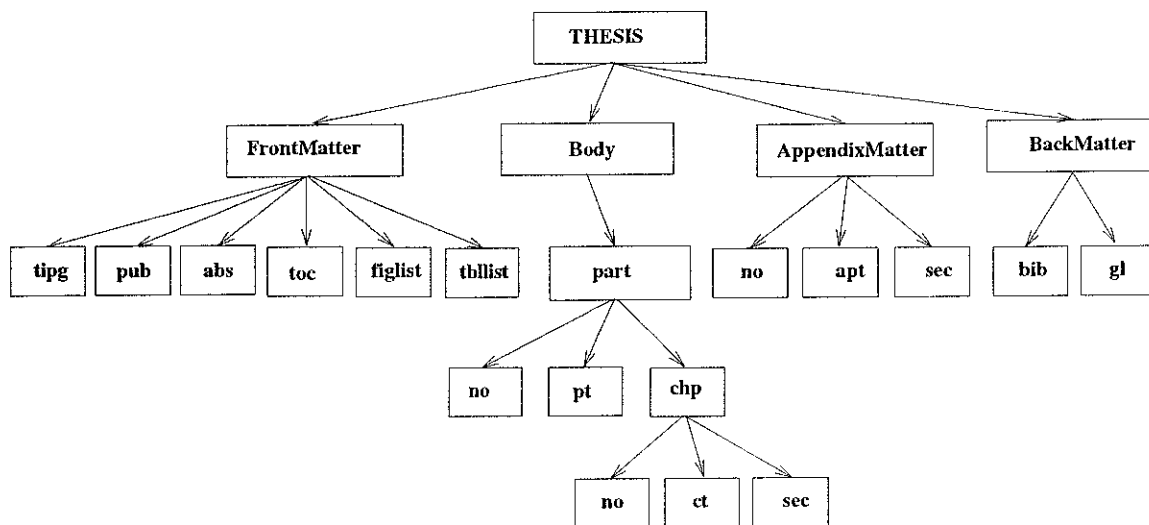 THESIS
FrontMatter Body AppendixMatter BackMatter
tipg pub abs toc figlist tbllist part no apt sec bib gl
no pt chp
no ct sec